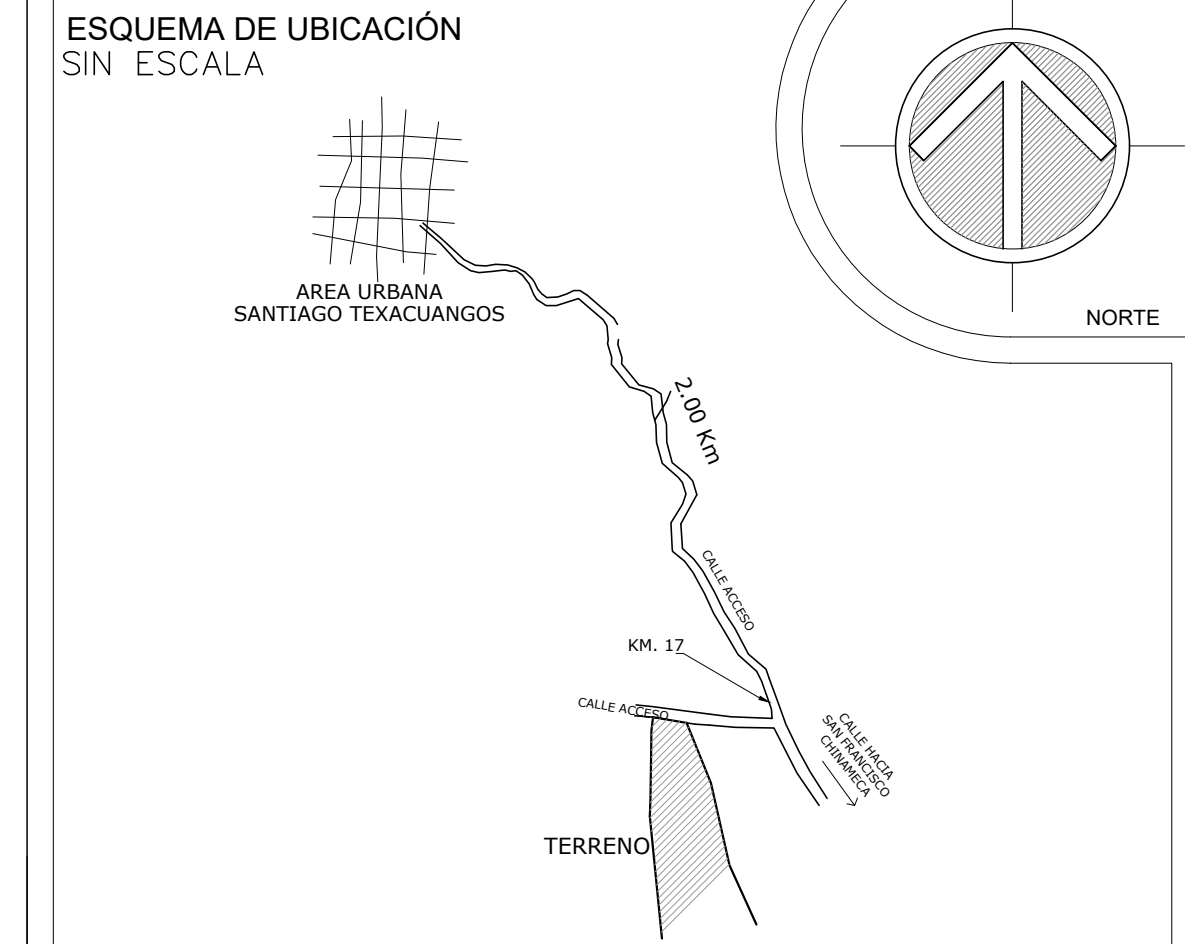 ESQUEMA DE UBICACIÓN
SIN ESCALA
NORTE
AREA URBANA
SANTIAGO TEXACUANGOS
2.00 Km
CALLE ACCESO
KM. 17
CALLE ACCESO
CALLE HACIA
SAN FRANCISCO
CHINAMECA
TERRENO